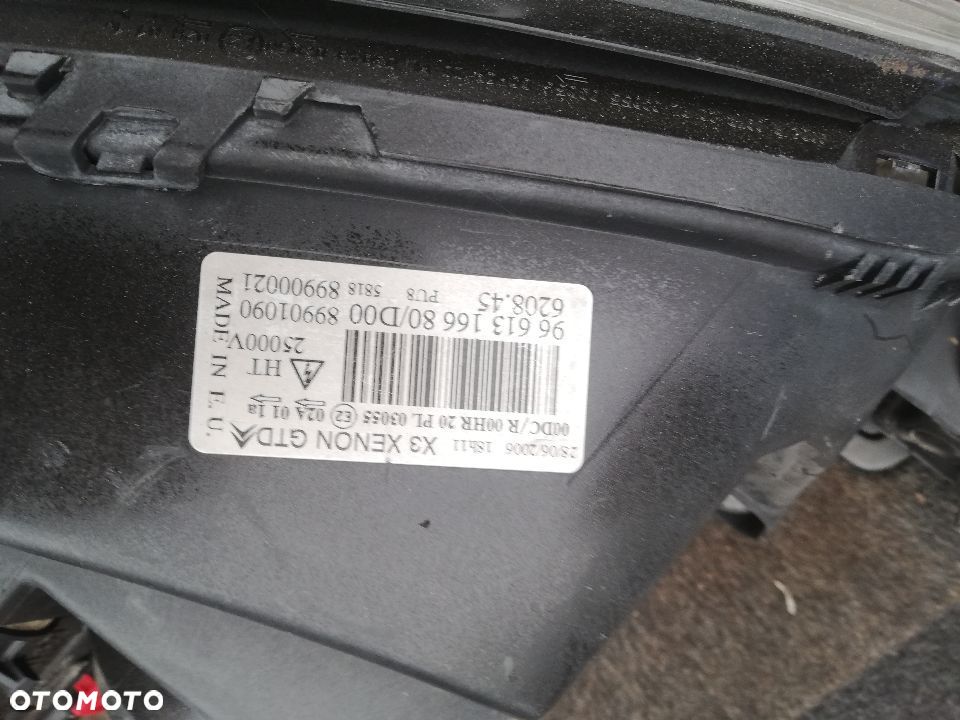 28/06/2006 18h11 X3 XENON GTD
00DC/R 00HR 20 PL 03055 E2 02A 01 1a
HT
25000V
MADE IN E.U.
96 613 166 80/D00 89901090
6208.45 PU8 5818 89900021
OTOMOTO